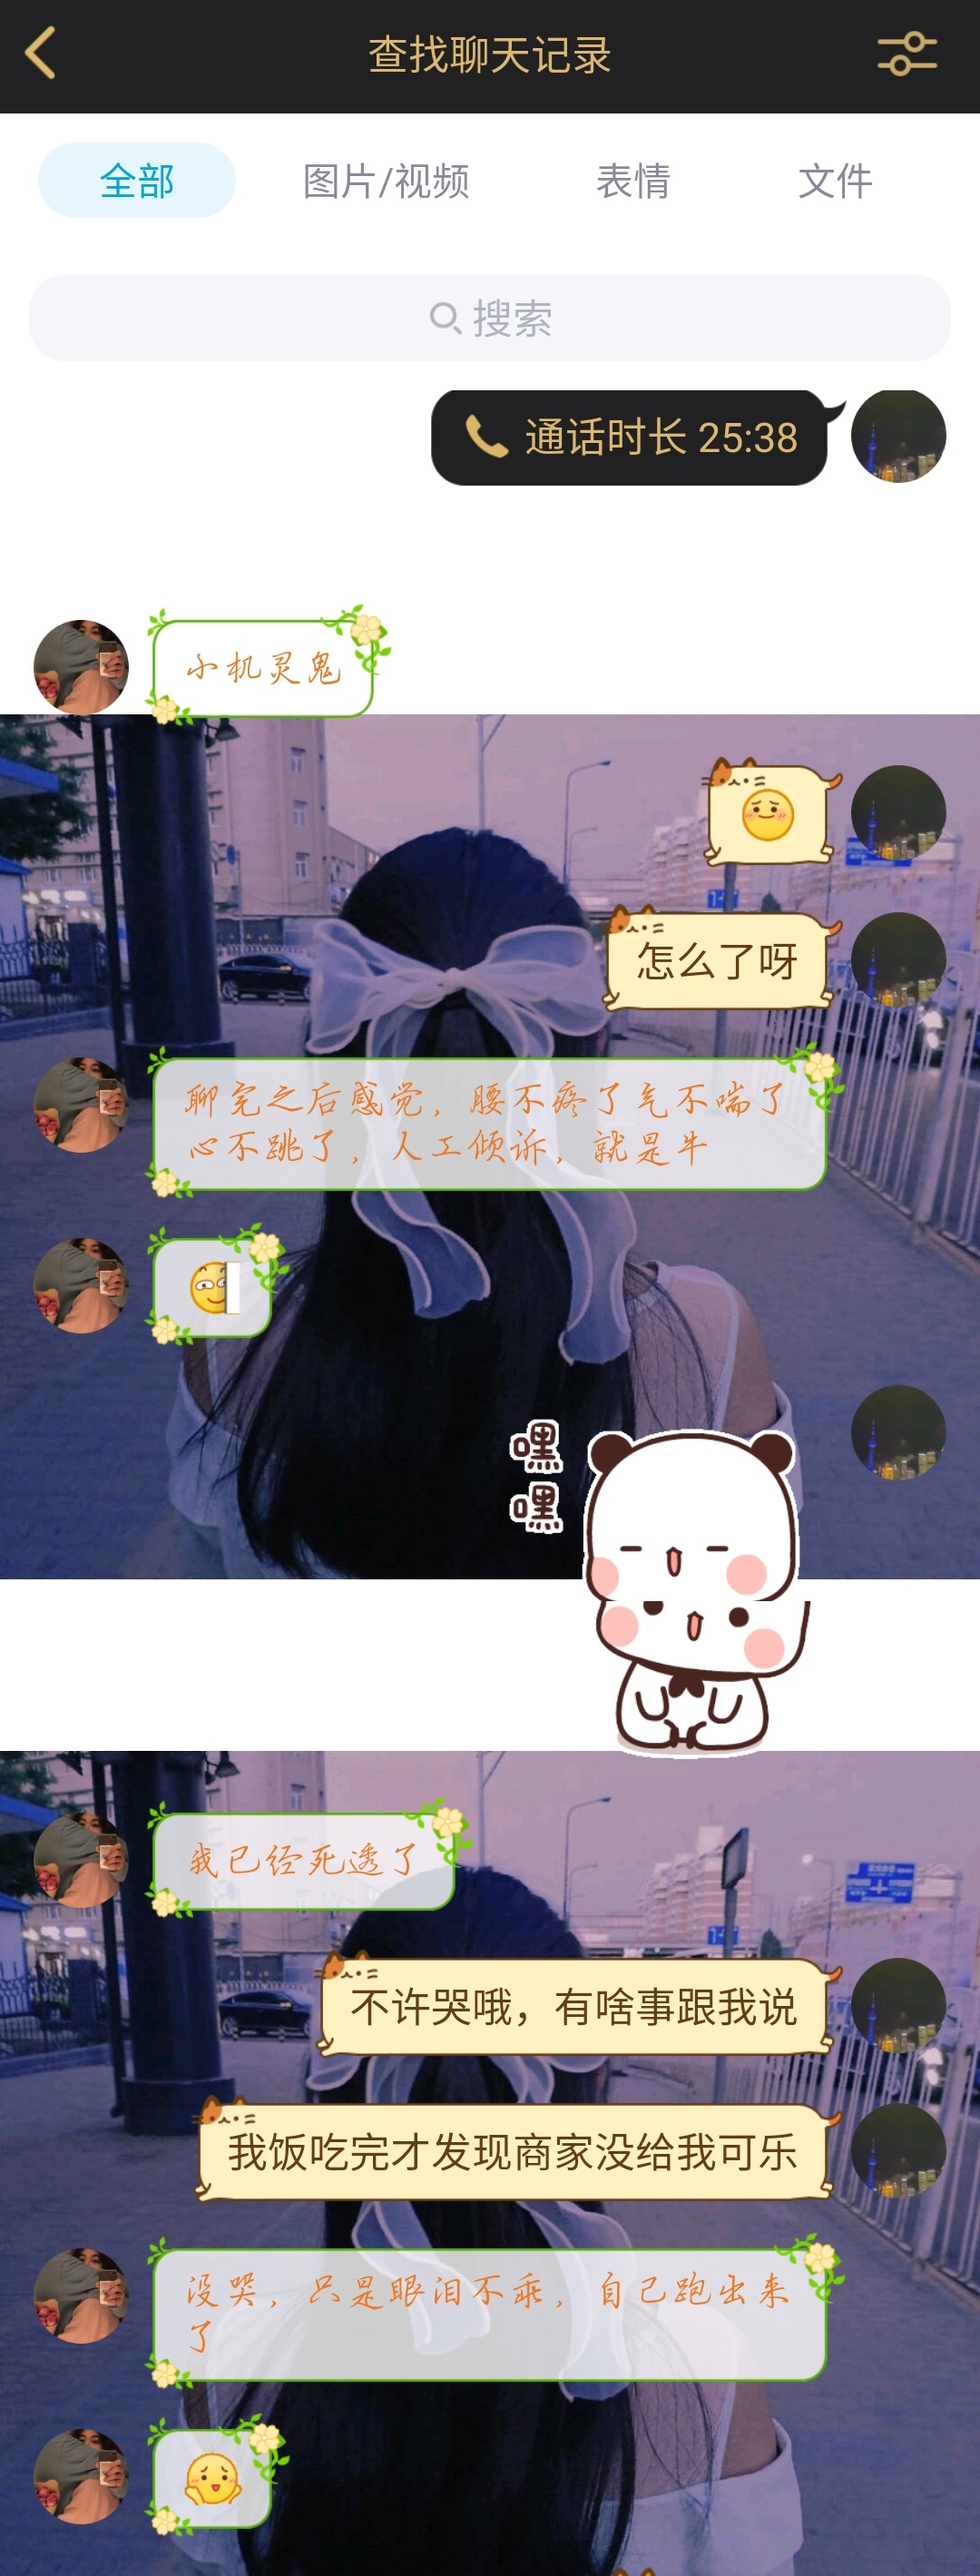 查找聊天记录
全部
图片/视频
表情
文件
搜索
通话时长 25:38
小机灵鬼
怎么了呀
聊完之后感觉，腰不疼了气不喘了
心不跳了，人工倾诉，就是牛
嘿
嘿
我已经死透了
不许哭哦，有啥事跟我说
我饭吃完才发现商家没给我可乐
没哭，只是眼泪不乖，自己跑出来
了